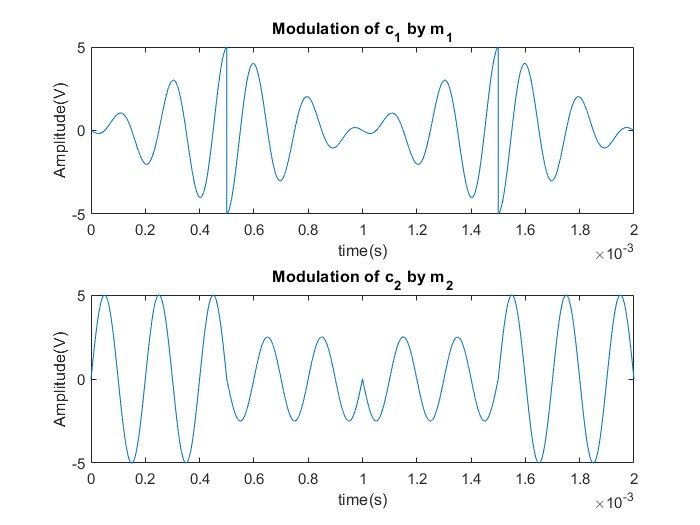 Modulation of c1 by m1
Amplitude(V)
5
0
-5
0 0.2 0.4 0.6 0.8 1 1.2 1.4 1.6 1.8 2
time(s)
×10-3
Modulation of c2 by m2
Amplitude(V)
5
0
-5
0 0.2 0.4 0.6 0.8 1 1.2 1.4 1.6 1.8 2
time(s)
×10-3